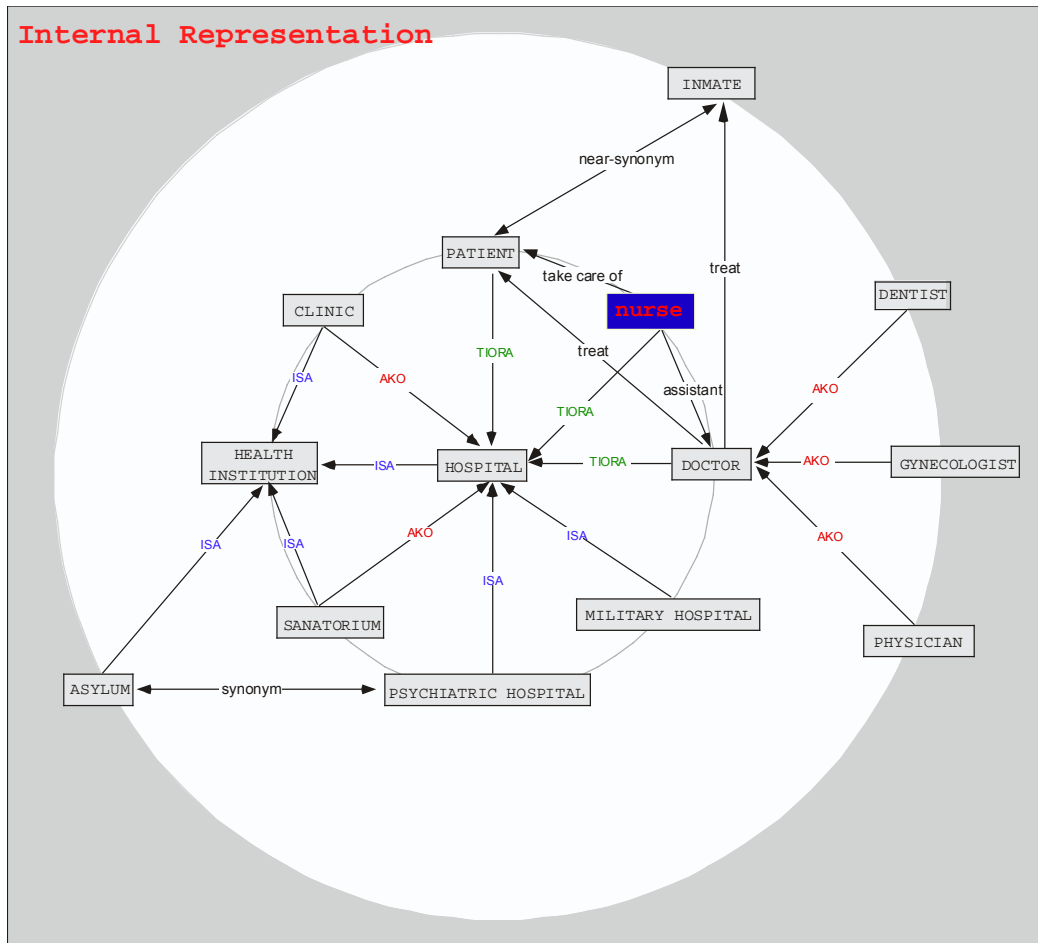 Internal Representation
INMATE
near-synonym
PATIENT
take care of
treat
DENTIST
CLINIC
nurse
TIORA
treat
ISA
AKO
assistant
AKO
TIORA
HEALTH
INSTITUTION
ISA
HOSPITAL
TIORA
DOCTOR
AKO
GYNECOLOGIST
ISA
ISA
AKO
ISA
AKO
ISA
SANATORIUM
MILITARY HOSPITAL
PHYSICIAN
ASYLUM
synonym
PSYCHIATRIC HOSPITAL